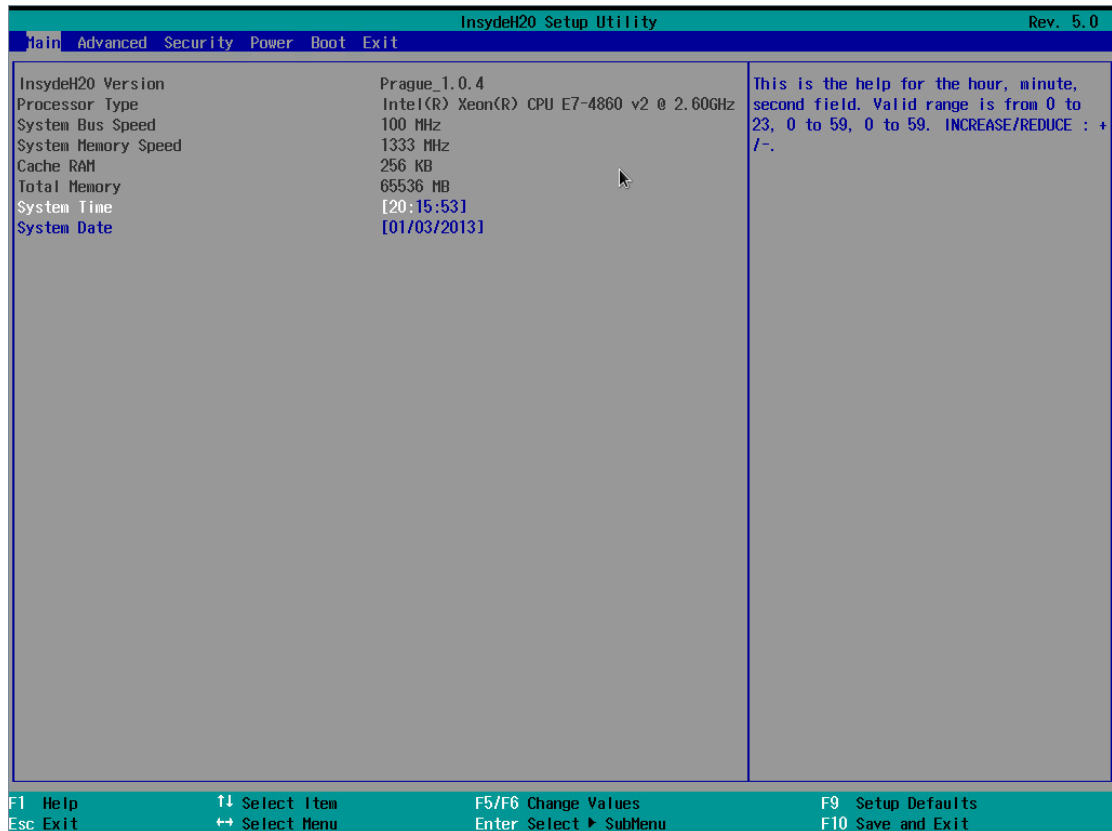 InsydeH20 Setup Utility Rev. 5.0
Main Advanced Security Power Boot Exit
InsydeH20 Version Prague_1.0.4
Processor Type Intel(R) Xeon(R) CPU E7-4860 v2 @ 2.60GHz
System Bus Speed 100 MHz
System Memory Speed 1333 MHz
Cache RAM 256 KB
Total Memory 65536 MB
System Time [20:15:53]
System Date [01/03/2013]
This is the help for the hour, minute,
second field. Valid range is from 0 to
23, 0 to 59, 0 to 59. INCREASE/REDUCE : +
/-.
F1 Help ↑↓ Select Item F5/F6 Change Values F9 Setup Defaults
Esc Exit ↔ Select Menu Enter Select ▶ SubMenu F10 Save and Exit